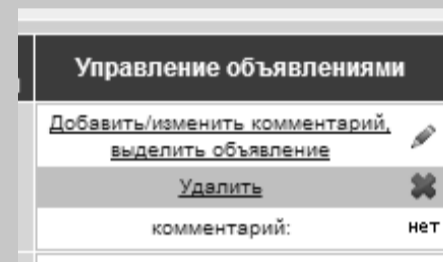 Управление объявлениями
Добавить/изменить комментарий,
выделить объявление
Удалить
комментарий: нет